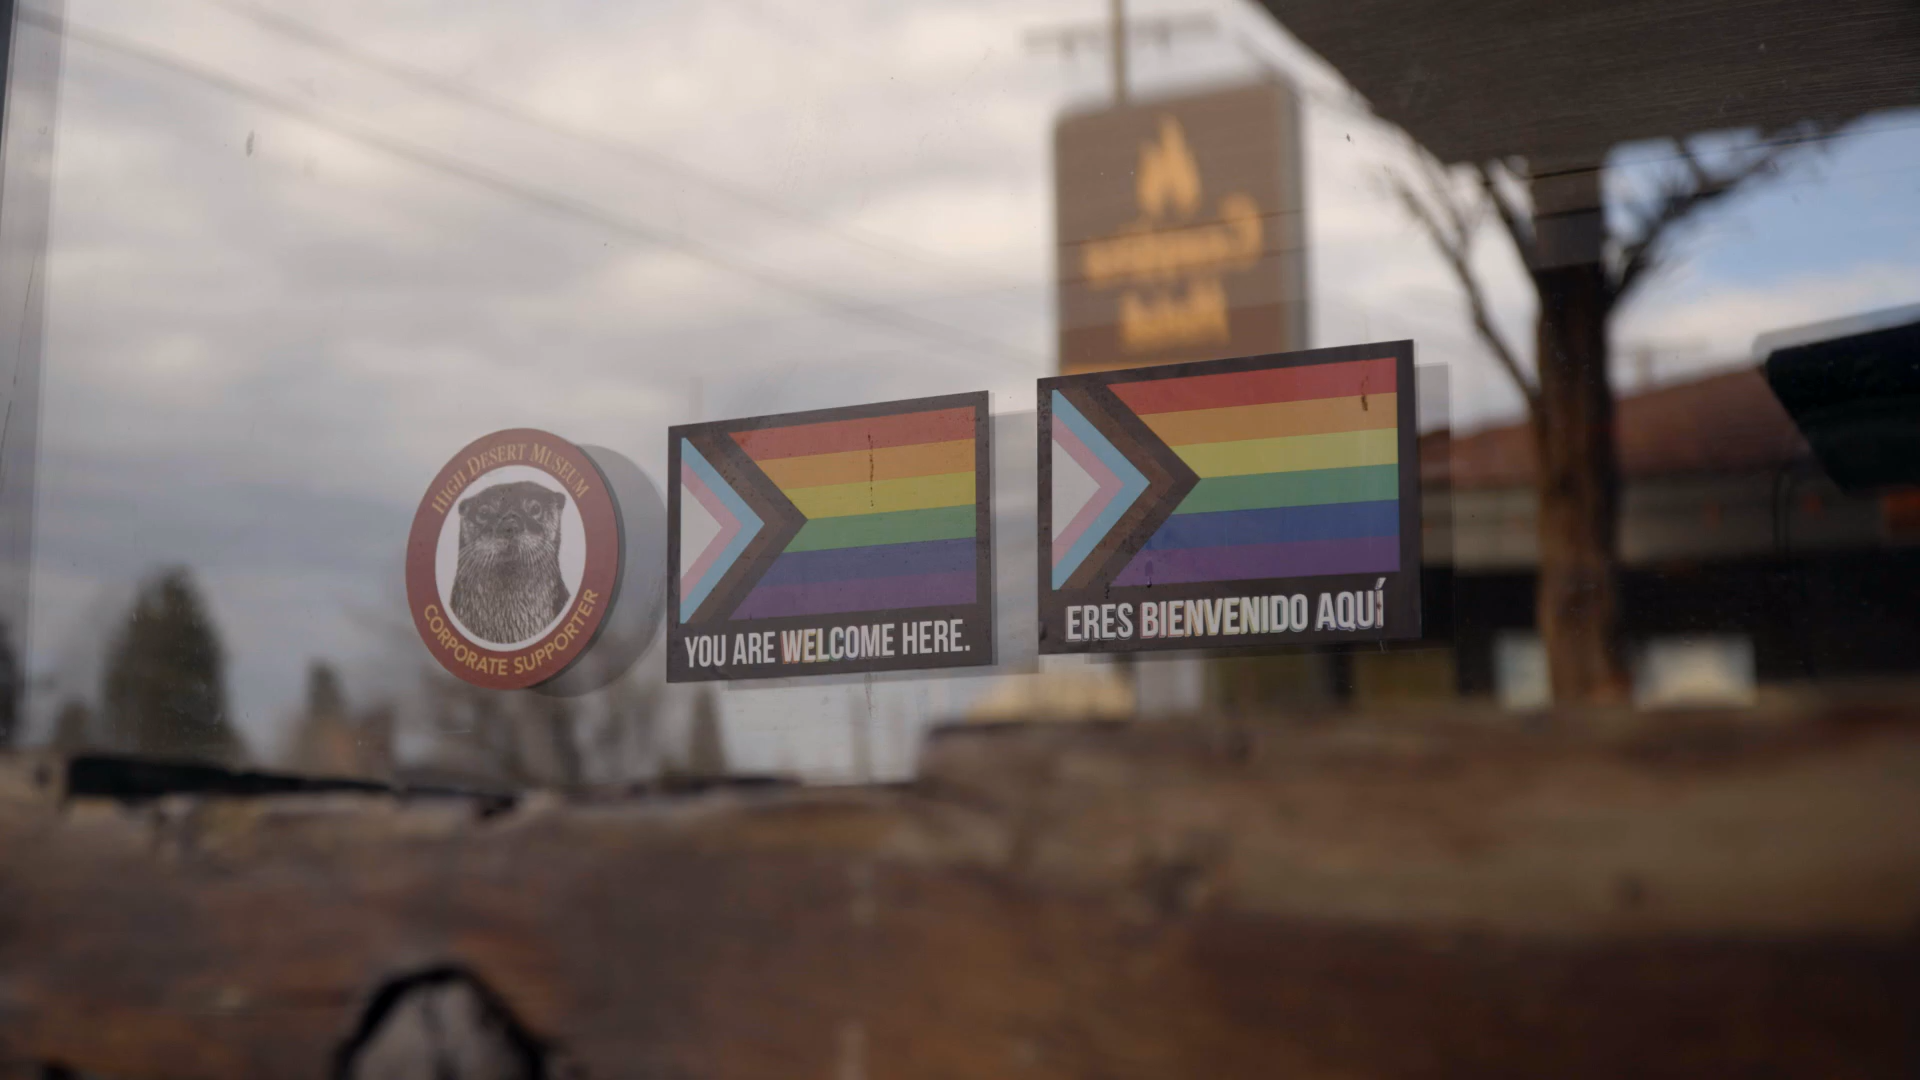 HIGH DESERT MUSEUM
CORPORATE SUPPORTER
YOU ARE WELCOME HERE.
ERES BIENVENIDO AQUÍ